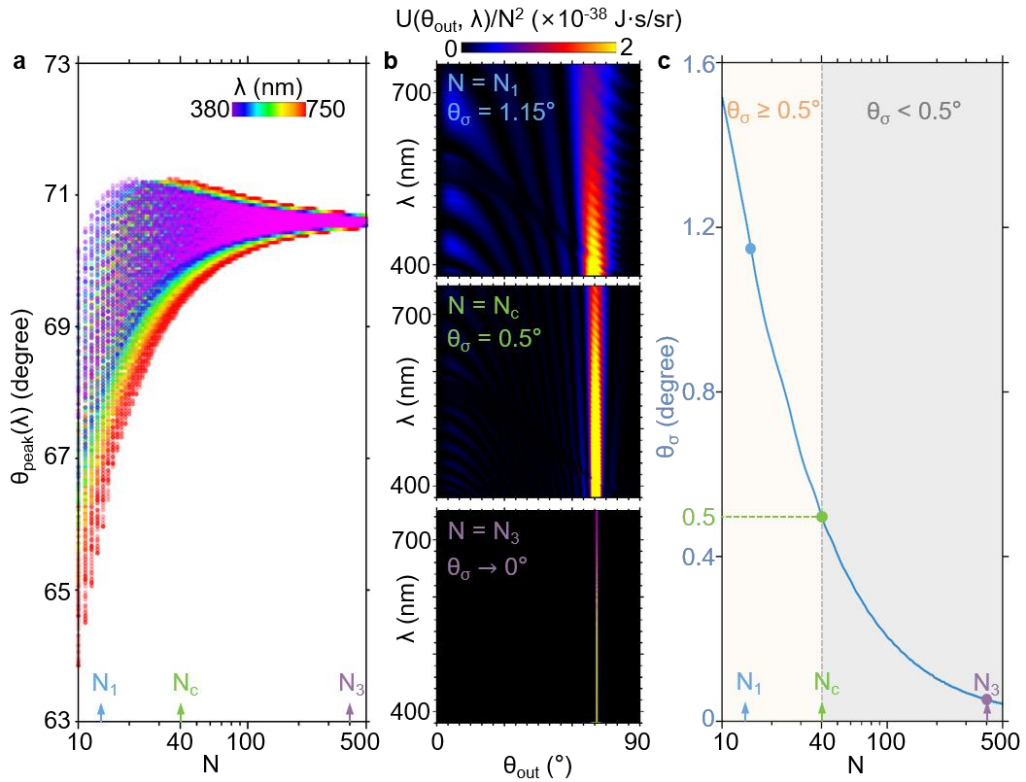 a
73
71
69
67
65
63
θpeak(λ) (degree)
λ (nm)
380
750
N1
Nc
N3
10
40
100
500
N
U(θout, λ)/N² (×10⁻³⁸ J·s/sr)
0
2
b
N = N1
θσ = 1.15°
700
400
λ (nm)
N = Nc
θσ = 0.5°
700
400
λ (nm)
N = N3
θσ → 0°
700
400
λ (nm)
0
90
θout (°)
c
1.6
1.2
0.8
0.5
0.4
0
θσ (degree)
θσ ≥ 0.5°
θσ < 0.5°
N1
Nc
N3
10
40
100
500
N